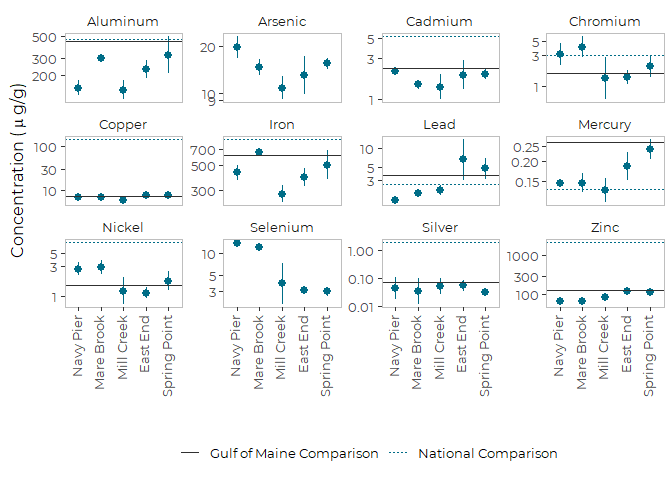 Aluminum Arsenic Cadmium Chromium
500
300
200
20
10
9
5
3
1
5
3
1
Copper Iron Lead Mercury
100
30
10
700
500
300
10
5
3
0.25
0.20
0.15
Nickel Selenium Silver Zinc
5
3
1
10
5
3
1.00
0.10
0.01
1000
300
100
Concentration (μg/g)
Navy Pier
Mare Brook
Mill Creek
East End
Spring Point
Navy Pier
Mare Brook
Mill Creek
East End
Spring Point
Navy Pier
Mare Brook
Mill Creek
East End
Spring Point
Navy Pier
Mare Brook
Mill Creek
East End
Spring Point
Gulf of Maine Comparison National Comparison